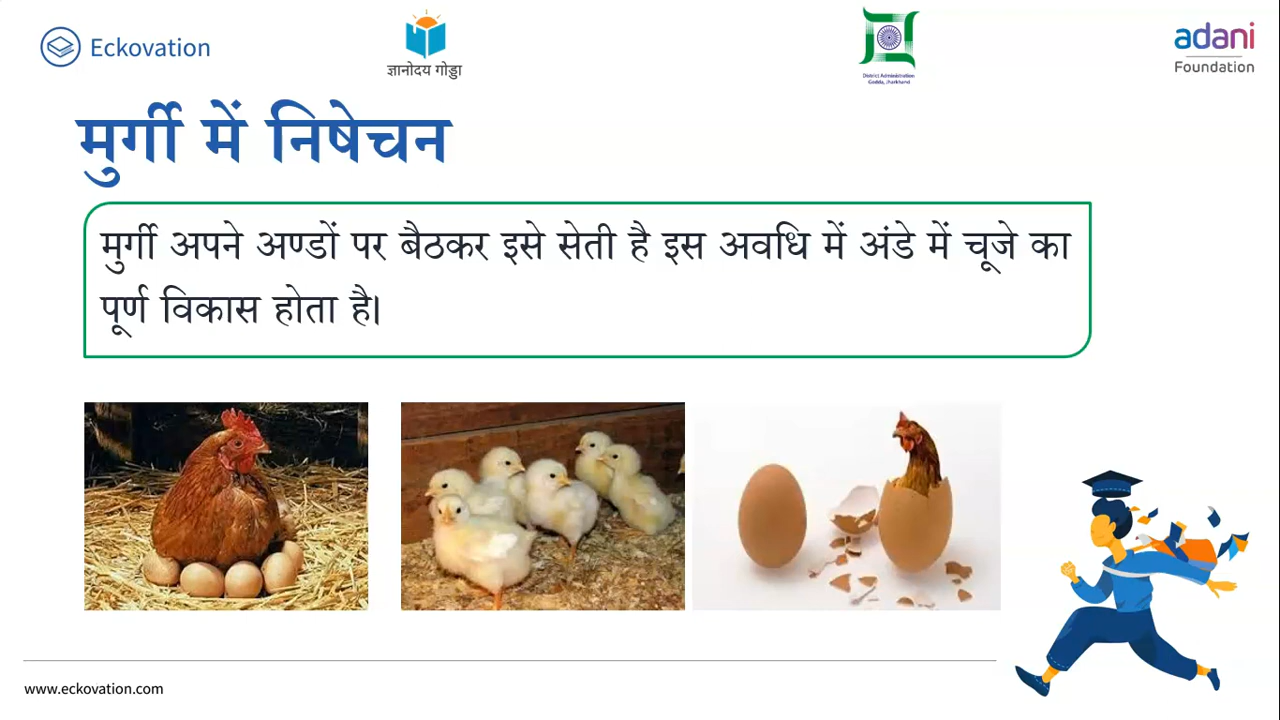 Eckovation
ज्ञानोदय गोड्डा
District Administration
Godda, Jharkhand
adani
Foundation
मुर्गी में निषेचन
मुर्गी अपने अण्डों पर बैठकर इसे सेती है इस अवधि में अंडे में चूजे का
पूर्ण विकास होता है।
www.eckovation.com